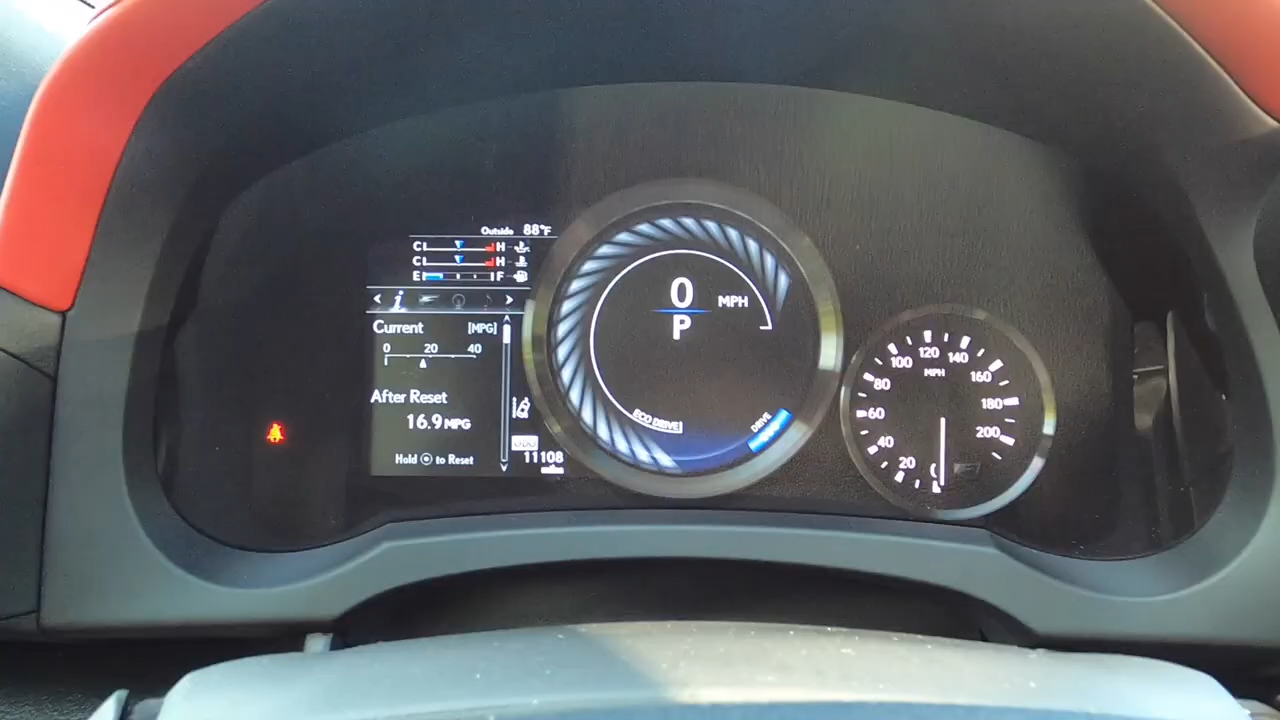 Outside 88°F
C H
C H
E F
< i >
Current [MPG]
0 20 40
After Reset
16.9 MPG
Hold to Reset
11108
0 MPH
P
ECO DRIVE
DRIVE
0
20
40
60
80
100
120
140
160
180
200
MPH